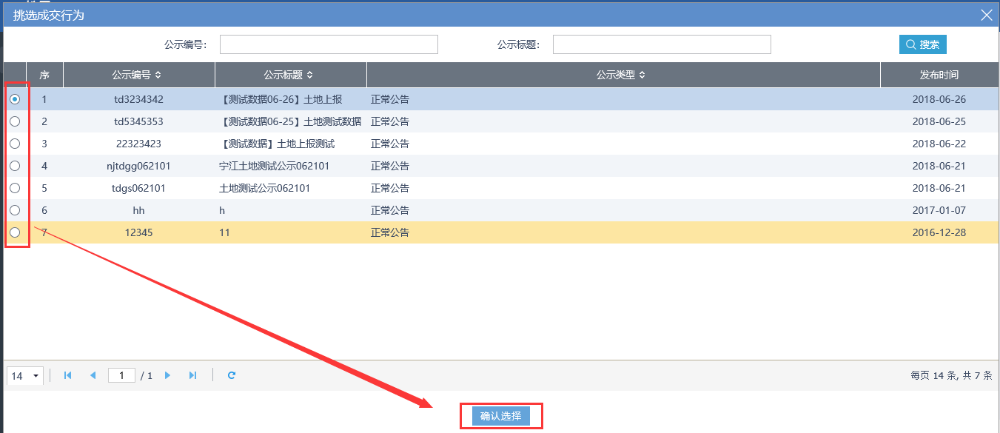 挑选成交行为
公示编号： 公示标题： 搜索
序 公示编号 公示标题 公示类型 发布时间
1 td3234342 【测试数据06-26】土地上报 正常公告 2018-06-26
2 td5345353 【测试数据06-25】土地测试数据 正常公告 2018-06-25
3 22323423 【测试数据】土地上报测试 正常公告 2018-06-22
4 njtdgg062101 宁江土地测试公示062101 正常公告 2018-06-21
5 tdgs062101 土地测试公示062101 正常公告 2018-06-21
6 hh h 正常公告 2017-01-07
7 12345 11 正常公告 2016-12-28
14 1 / 1 每页 14 条, 共 7 条
确认选择